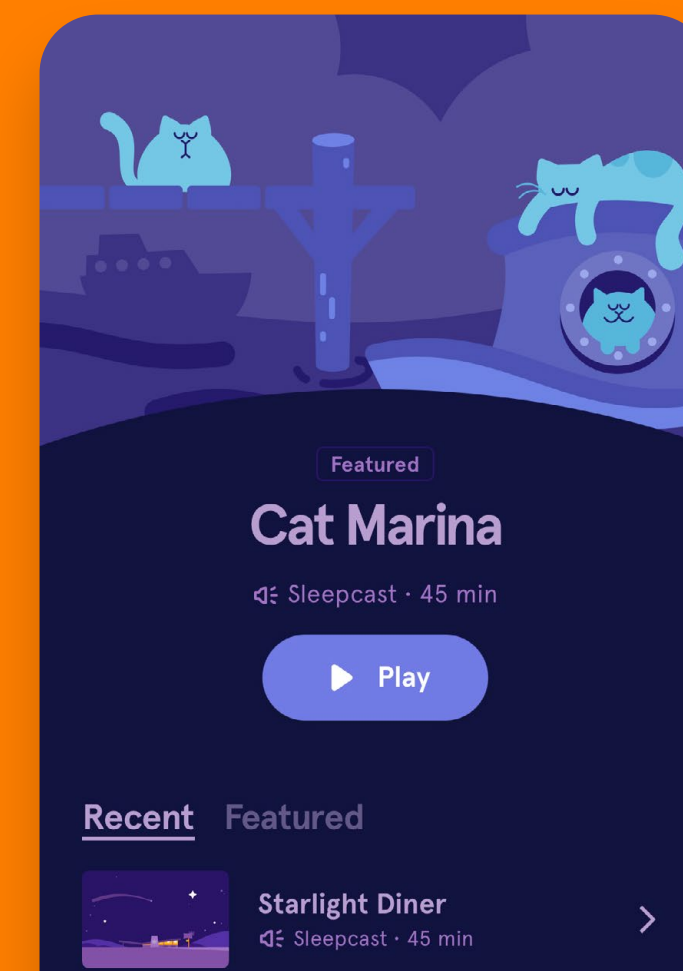 Featured
Cat Marina
Sleepcast · 45 min
Play
Recent Featured
Starlight Diner
Sleepcast · 45 min